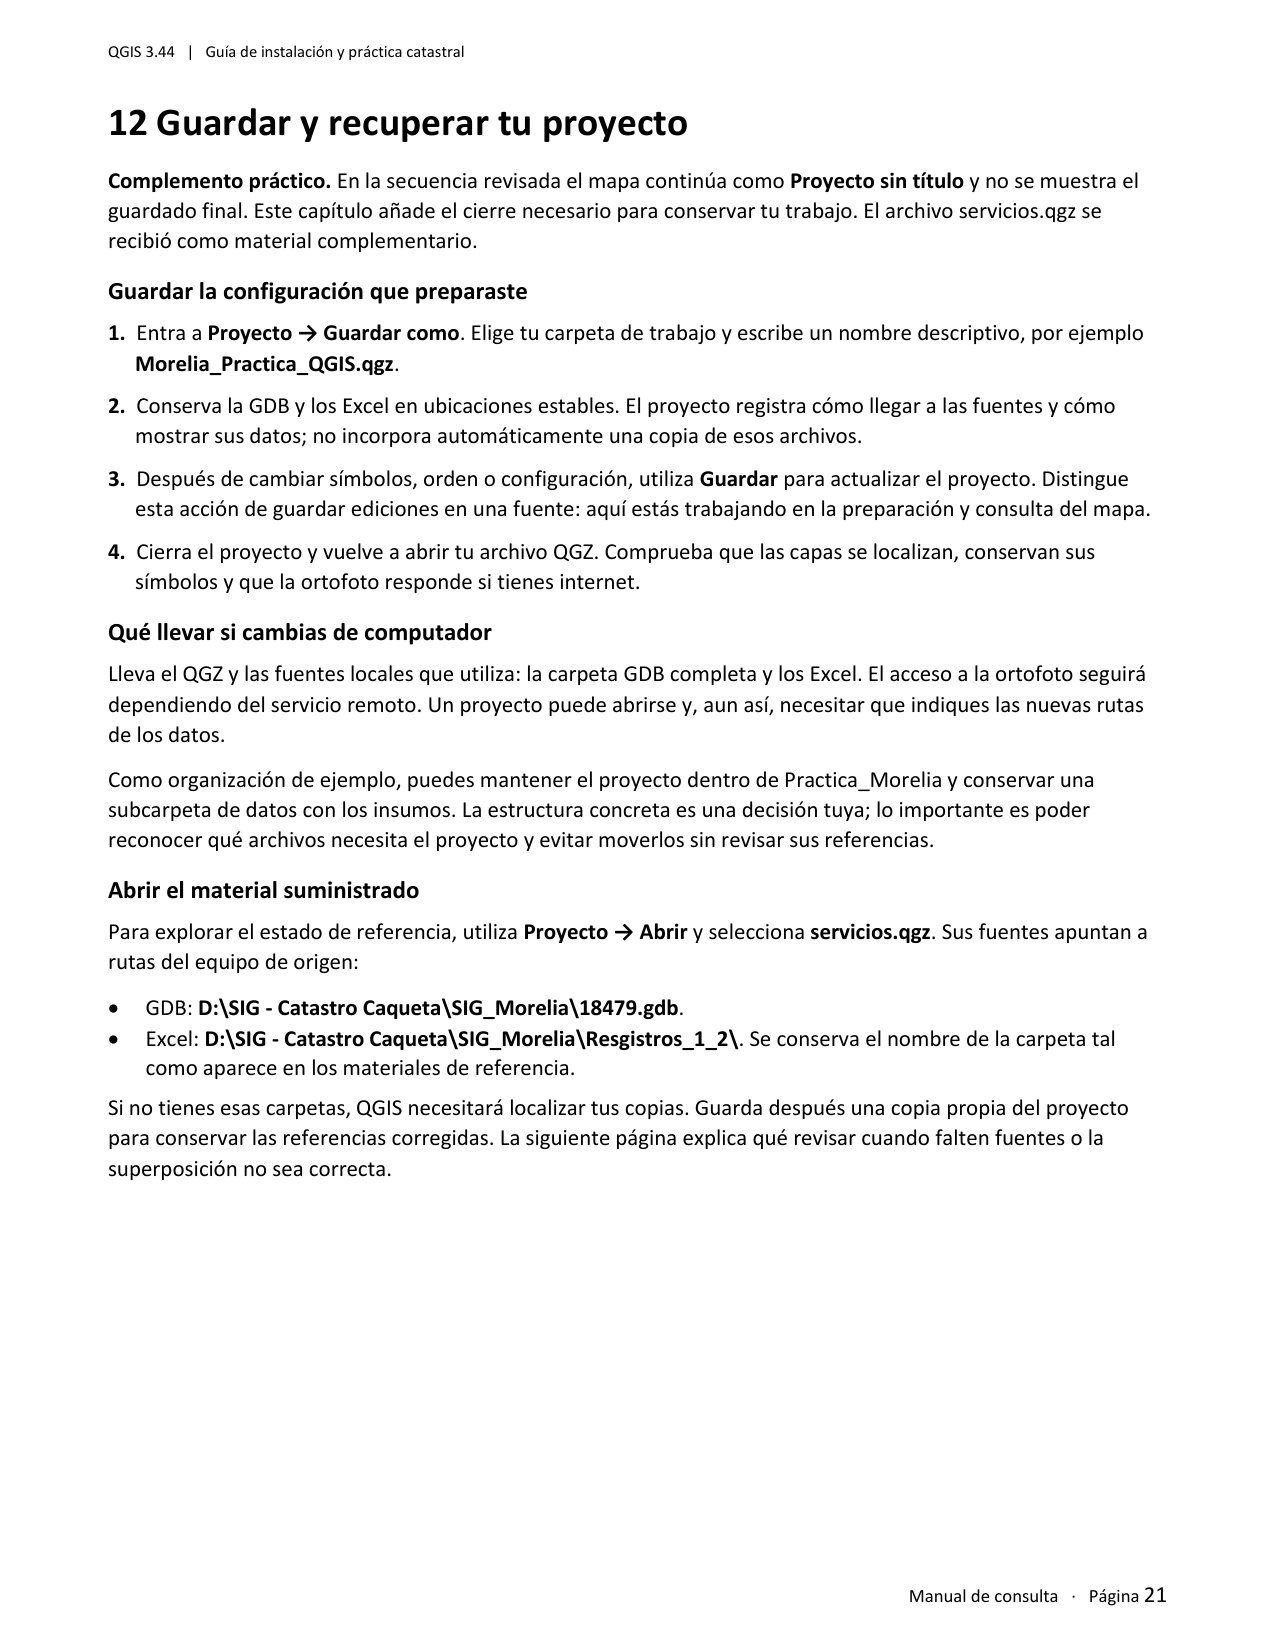 QGIS 3.44 | Guía de instalación y práctica catastral
12 Guardar y recuperar tu proyecto
Complemento práctico. En la secuencia revisada el mapa continúa como Proyecto sin título y no se muestra el
guardado final. Este capítulo añade el cierre necesario para conservar tu trabajo. El archivo servicios.qgz se
recibió como material complementario.
Guardar la configuración que preparaste
1. Entra a Proyecto → Guardar como. Elige tu carpeta de trabajo y escribe un nombre descriptivo, por ejemplo
Morelia_Practica_QGIS.qgz.
2. Conserva la GDB y los Excel en ubicaciones estables. El proyecto registra cómo llegar a las fuentes y cómo
mostrar sus datos; no incorpora automáticamente una copia de esos archivos.
3. Después de cambiar símbolos, orden o configuración, utiliza Guardar para actualizar el proyecto. Distingue
esta acción de guardar ediciones en una fuente: aquí estás trabajando en la preparación y consulta del mapa.
4. Cierra el proyecto y vuelve a abrir tu archivo QGZ. Comprueba que las capas se localizan, conservan sus
símbolos y que la ortofoto responde si tienes internet.
Qué llevar si cambias de computador
Lleva el QGZ y las fuentes locales que utiliza: la carpeta GDB completa y los Excel. El acceso a la ortofoto seguirá
dependiendo del servicio remoto. Un proyecto puede abrirse y, aun así, necesitar que indiques las nuevas rutas
de los datos.
Como organización de ejemplo, puedes mantener el proyecto dentro de Practica_Morelia y conservar una
subcarpeta de datos con los insumos. La estructura concreta es una decisión tuya; lo importante es poder
reconocer qué archivos necesita el proyecto y evitar moverlos sin revisar sus referencias.
Abrir el material suministrado
Para explorar el estado de referencia, utiliza Proyecto → Abrir y selecciona servicios.qgz. Sus fuentes apuntan a
rutas del equipo de origen:
• GDB: D:\SIG - Catastro Caqueta\SIG_Morelia\18479.gdb.
• Excel: D:\SIG - Catastro Caqueta\SIG_Morelia\Resgistros_1_2\. Se conserva el nombre de la carpeta tal
como aparece en los materiales de referencia.
Si no tienes esas carpetas, QGIS necesitará localizar tus copias. Guarda después una copia propia del proyecto
para conservar las referencias corregidas. La siguiente página explica qué revisar cuando falten fuentes o la
superposición no sea correcta.
Manual de consulta · Página 21